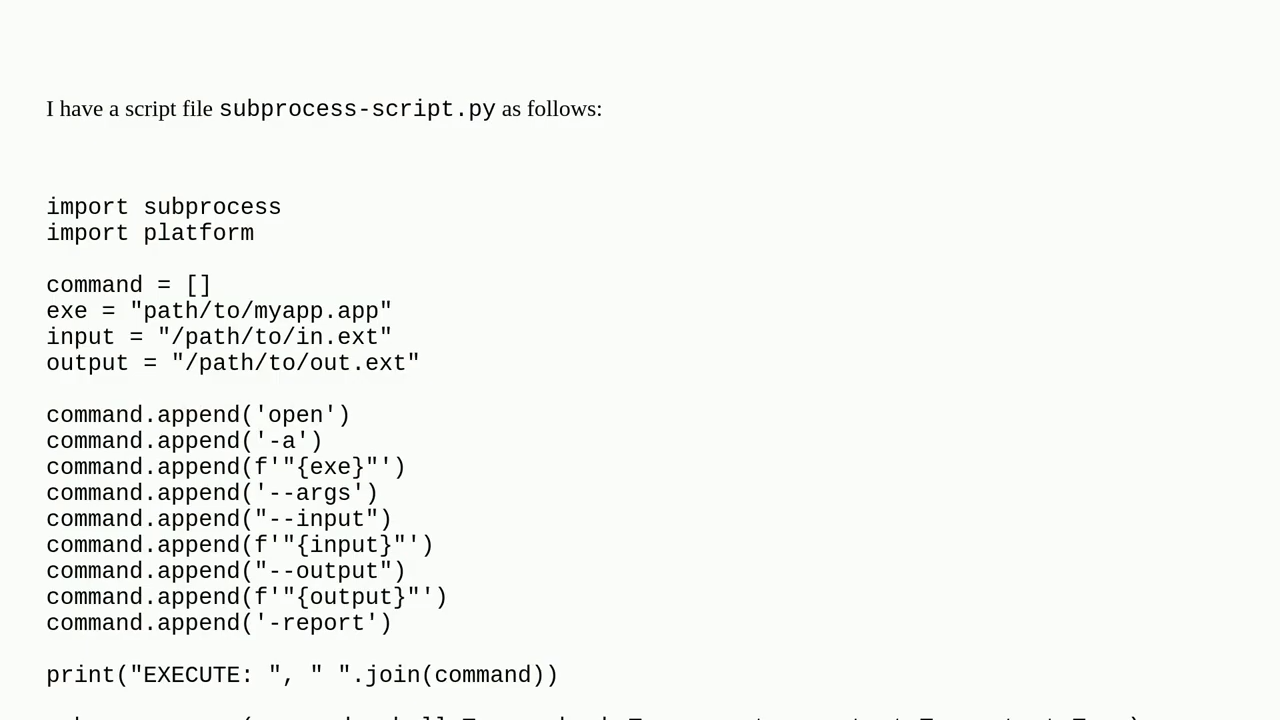 I have a script file subprocess-script.py as follows:
import subprocess
import platform
command = []
exe = "path/to/myapp.app"
input = "/path/to/in.ext"
output = "/path/to/out.ext"
command.append('open')
command.append('-a')
command.append(f'"{exe}"')
command.append('--args')
command.append("--input")
command.append(f'"{input}"')
command.append("--output")
command.append(f'"{output}"')
command.append('-report')
print("EXECUTE: ", " ".join(command))